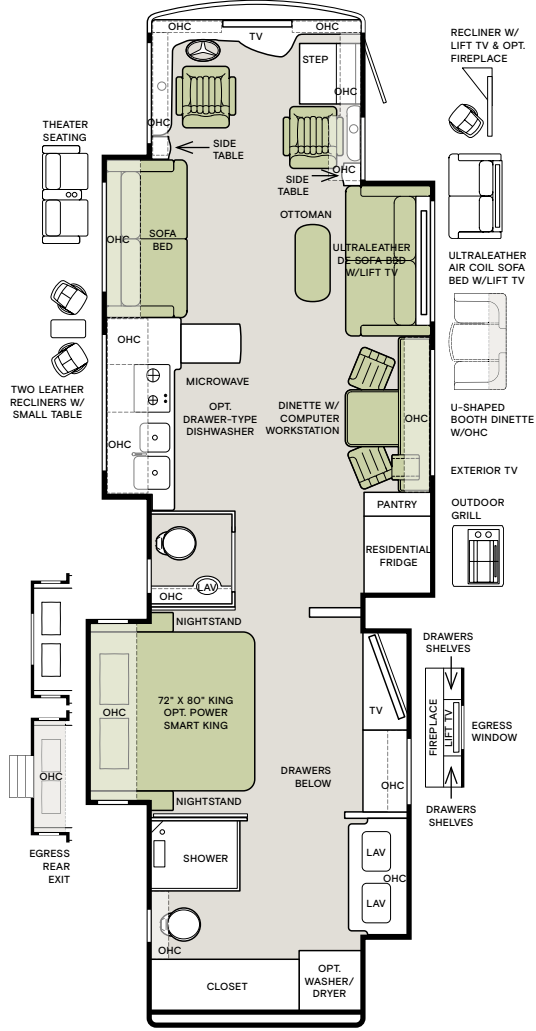 OHC
OHC
TV
RECLINER W/
LIFT TV & OPT.
FIREPLACE
STEP
OHC
OHC
THEATER
SEATING
SIDE
TABLE
OHC
SIDE
TABLE
OTTOMAN
OHC
SOFA
BED
ULTRALEATHER
DE SOFA BED
W/LIFT TV
ULTRALEATHER
AIR COIL SOFA
BED W/LIFT TV
OHC
MICROWAVE
TWO LEATHER
RECLINERS W/
SMALL TABLE
OPT.
DRAWER-TYPE
DISHWASHER
DINETTE W/
COMPUTER
WORKSTATION
OHC
U-SHAPED
BOOTH DINETTE
W/OHC
OHC
EXTERIOR TV
PANTRY
OUTDOOR
GRILL
RESIDENTIAL
FRIDGE
LAV
OHC
NIGHTSTAND
DRAWERS
SHELVES
72" X 80" KING
OPT. POWER
SMART KING
OHC
TV
FIREPLACE
LIFT TV
EGRESS
WINDOW
OHC
DRAWERS
BELOW
OHC
NIGHTSTAND
DRAWERS
SHELVES
EGRESS
REAR
EXIT
SHOWER
LAV
OHC
LAV
OHC
CLOSET
OPT.
WASHER/
DRYER